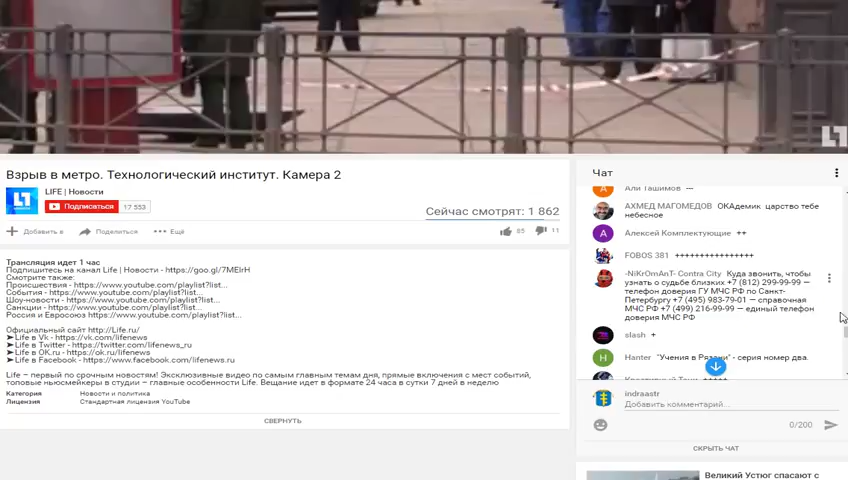 Взрыв в метро. Технологический институт. Камера 2
LIFE | Новости
Подписаться 17 553
Сейчас смотрят: 1 862
Добавить в Поделиться Ещё
85 11
Трансляция идет 1 час
Подпишитесь на канал Life | Новости - https://goo.gl/7MElrH
Смотрите также:
Происшествия - https://www.youtube.com/playlist?list...
События - https://www.youtube.com/playlist?list...
Шоу-новости - https://www.youtube.com/playlist?list...
Санкции - https://www.youtube.com/playlist?list...
Россия и Евросоюз https://www.youtube.com/playlist?list...
Официальный сайт http://Life.ru/
➤Life в Vk - https://vk.com/lifenews
➤Life в Twitter - https://twitter.com/lifenews_ru
➤Life в OK.ru - https://ok.ru/lifenews
➤Life в Facebook - https://www.facebook.com/lifenews.ru
Life – первый по срочным новостям! Эксклюзивные видео по самым главным темам дня, прямые включения с мест событий,
топовые ньюсмейкеры в студии – главные особенности Life. Вещание идет в формате 24 часа в сутки 7 дней в неделю
Категория Новости и политика
Лицензия Стандартная лицензия YouTube
СВЕРНУТЬ
Чат
Али Ташимов --
АХМЕД МАГОМЕДОВ ОКАдемик царство тебе
небесное
Алексей Комплектующие ++
FOBOS 381 ++++++++++++++++
-NiKrOmAnT- Contra City Куда звонить, чтобы
узнать о судьбе близких +7 (812) 299-99-99 —
телефон доверия ГУ МЧС РФ по Санкт-
Петербургу +7 (495) 983-79-01 — справочная
МЧС РФ +7 (499) 216-99-99 — единый телефон
доверия МЧС РФ
slash +
Hanter "Учения в Рязани" - серия номер два.
indraastr
Добавить комментарий...
0/200
СКРЫТЬ ЧАТ
Великий Устюг спасают с